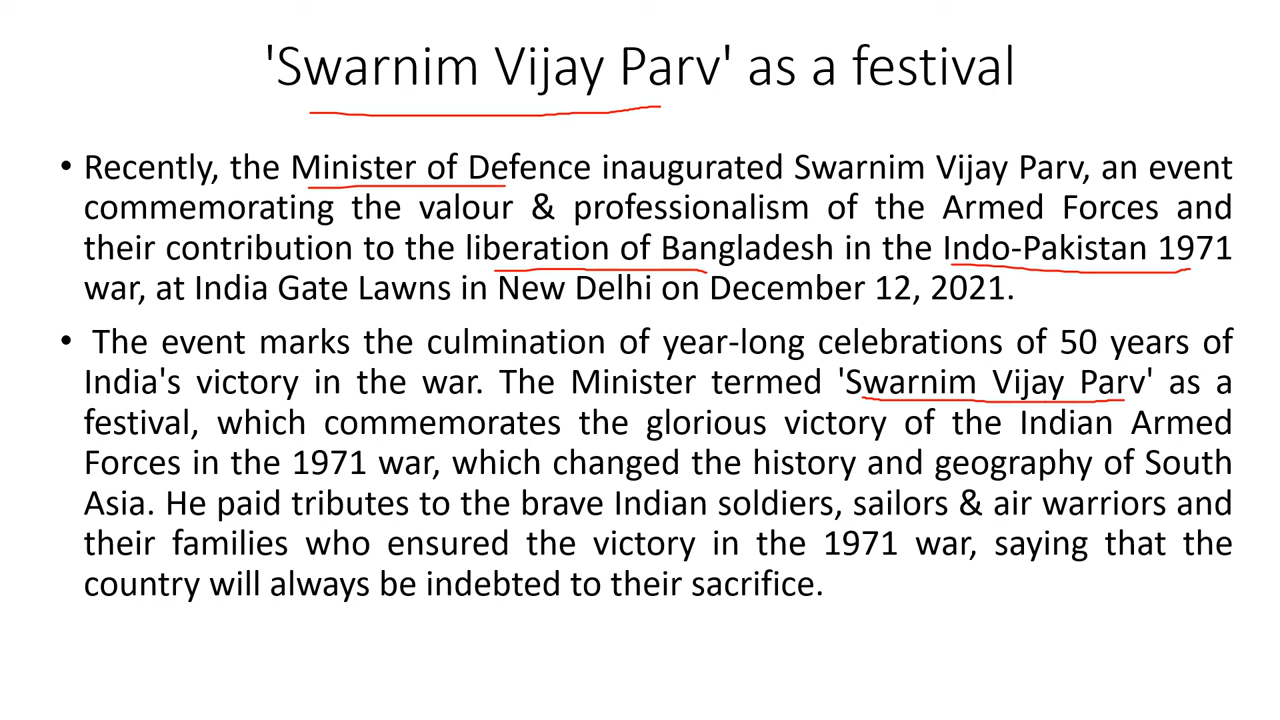 'Swarnim Vijay Parv' as a festival
• Recently, the Minister of Defence inaugurated Swarnim Vijay Parv, an event
commemorating the valour & professionalism of the Armed Forces and
their contribution to the liberation of Bangladesh in the Indo-Pakistan 1971
war, at India Gate Lawns in New Delhi on December 12, 2021.
• The event marks the culmination of year-long celebrations of 50 years of
India's victory in the war. The Minister termed 'Swarnim Vijay Parv' as a
festival, which commemorates the glorious victory of the Indian Armed
Forces in the 1971 war, which changed the history and geography of South
Asia. He paid tributes to the brave Indian soldiers, sailors & air warriors and
their families who ensured the victory in the 1971 war, saying that the
country will always be indebted to their sacrifice.